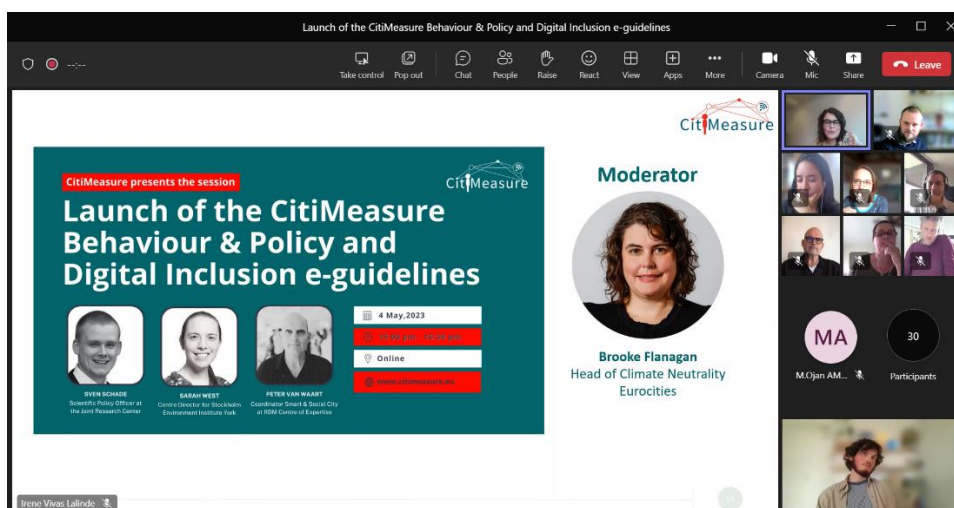 Launch of the CitiMeasure Behaviour & Policy and Digital Inclusion e-guidelines
--:--
Take control
Pop out
Chat
People
Raise
React
View
Apps
More
Camera
Mic
Share
Leave
CitiMeasure
CitiMeasure presents the session
CitiMeasure
Launch of the CitiMeasure
Behaviour & Policy and
Digital Inclusion e-guidelines
4 May,2023
Online
www.citimeasure.eu
SVEN SCHADE
Scientific Policy Officer at
the Joint Research Center
SARAH WEST
Centre Director for Stockholm
Environment Institute York
PETER VAN WAART
Coordinator Smart & Social City
at RDM Centre of Expertise
Moderator
Brooke Flanagan
Head of Climate Neutrality
Eurocities
MA
M.Ojan AM...
30
Participants
Irene Vivas Lalinde